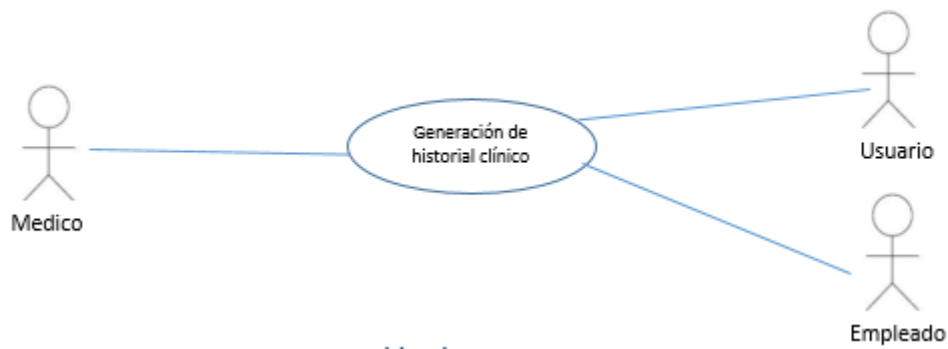 Generación de
historial clínico
Usuario
Medico
Empleado